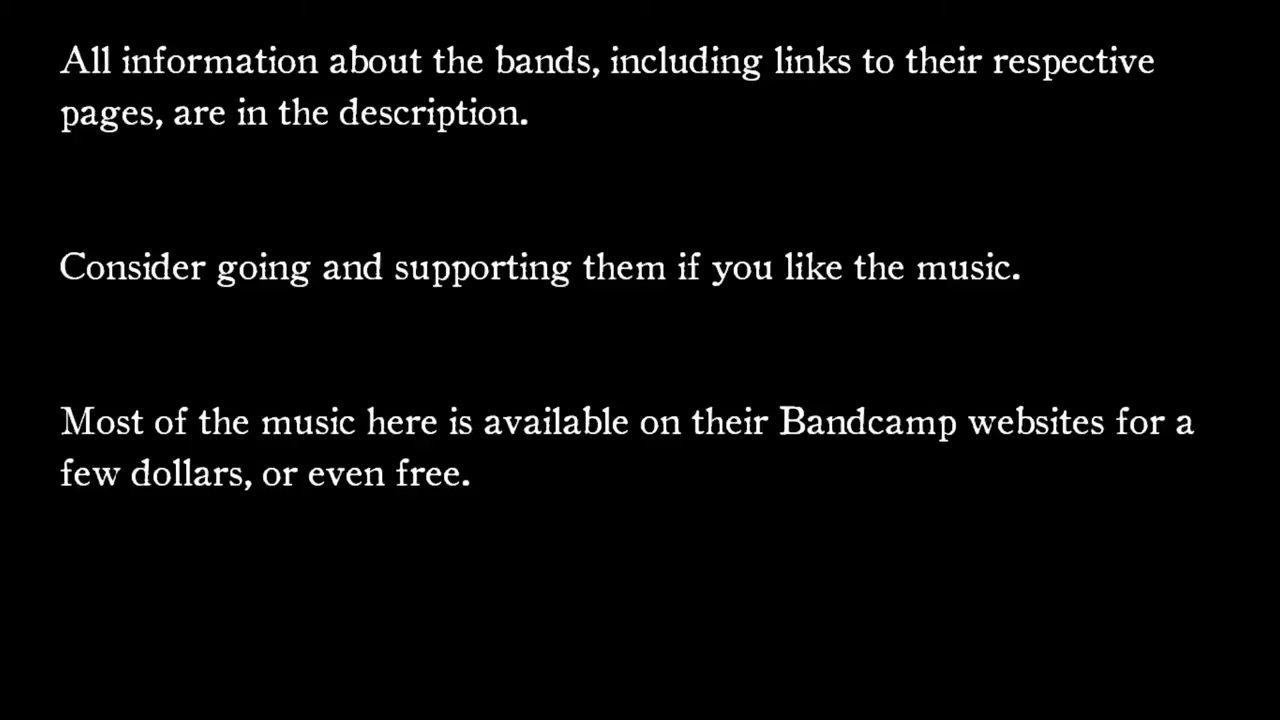 All information about the bands, including links to their respective
pages, are in the description.
Consider going and supporting them if you like the music.
Most of the music here is available on their Bandcamp websites for a
few dollars, or even free.